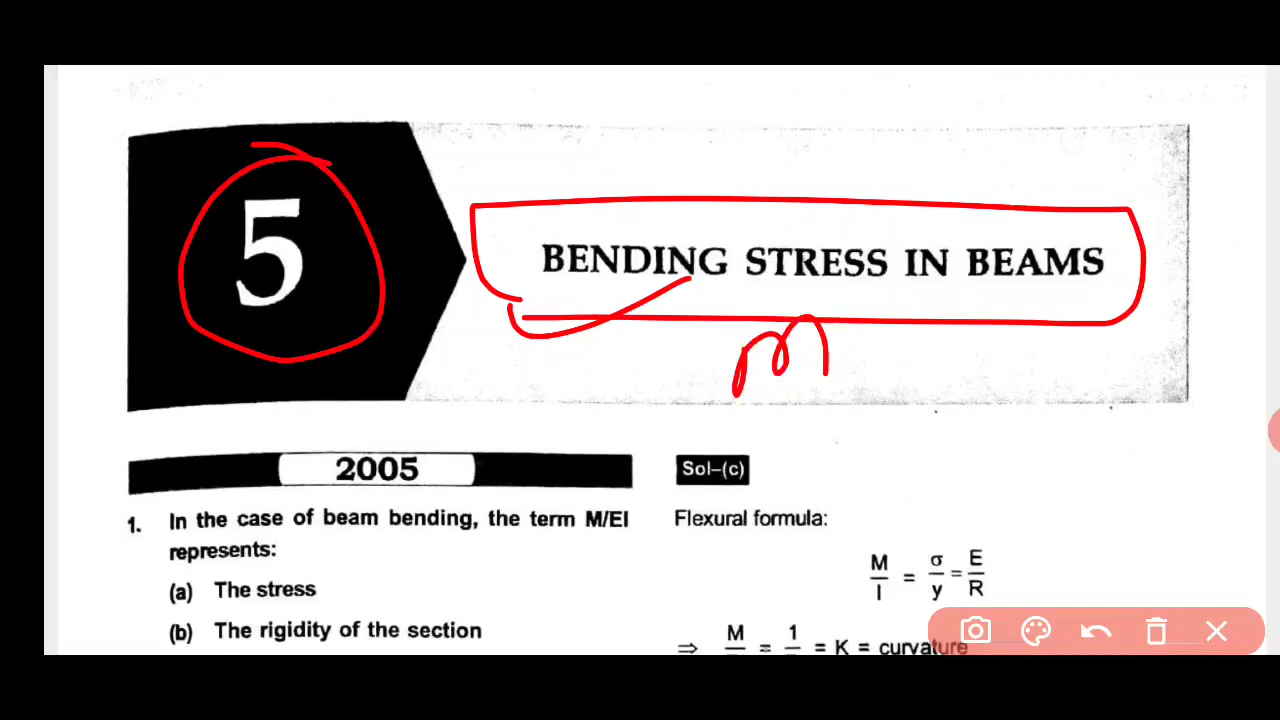 5
BENDING STRESS IN BEAMS
m
2005
1. In the case of beam bending, the term M/EI
represents:
(a) The stress
(b) The rigidity of the section
Sol–(c)
Flexural formula:
M/I = σ/y = E/R
⇒ M = 1 = K = curvature